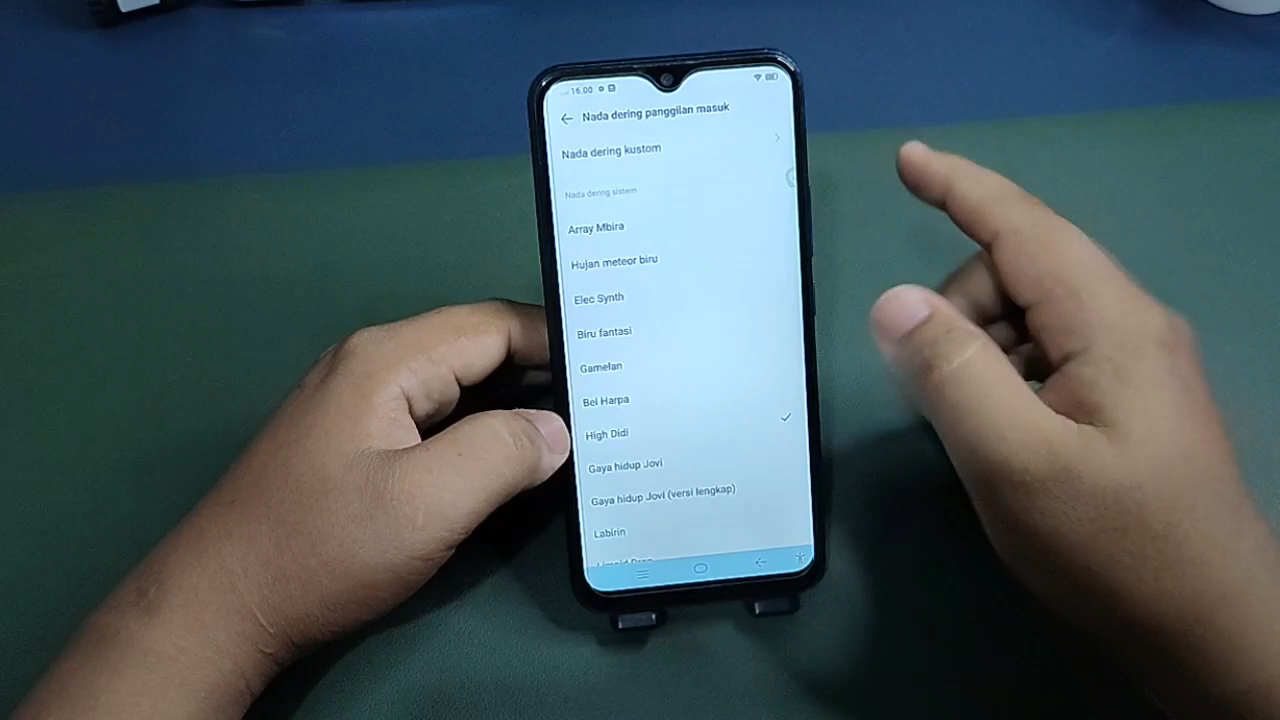 16.00
Nada dering panggilan masuk
Nada dering kustom
Nada dering sistem
Array Mbira
Hujan meteor biru
Elec Synth
Biru fantasi
Gamelan
Bel Harpa
High Didi
Gaya hidup Jovi
Gaya hidup Jovi (versi lengkap)
Labirin